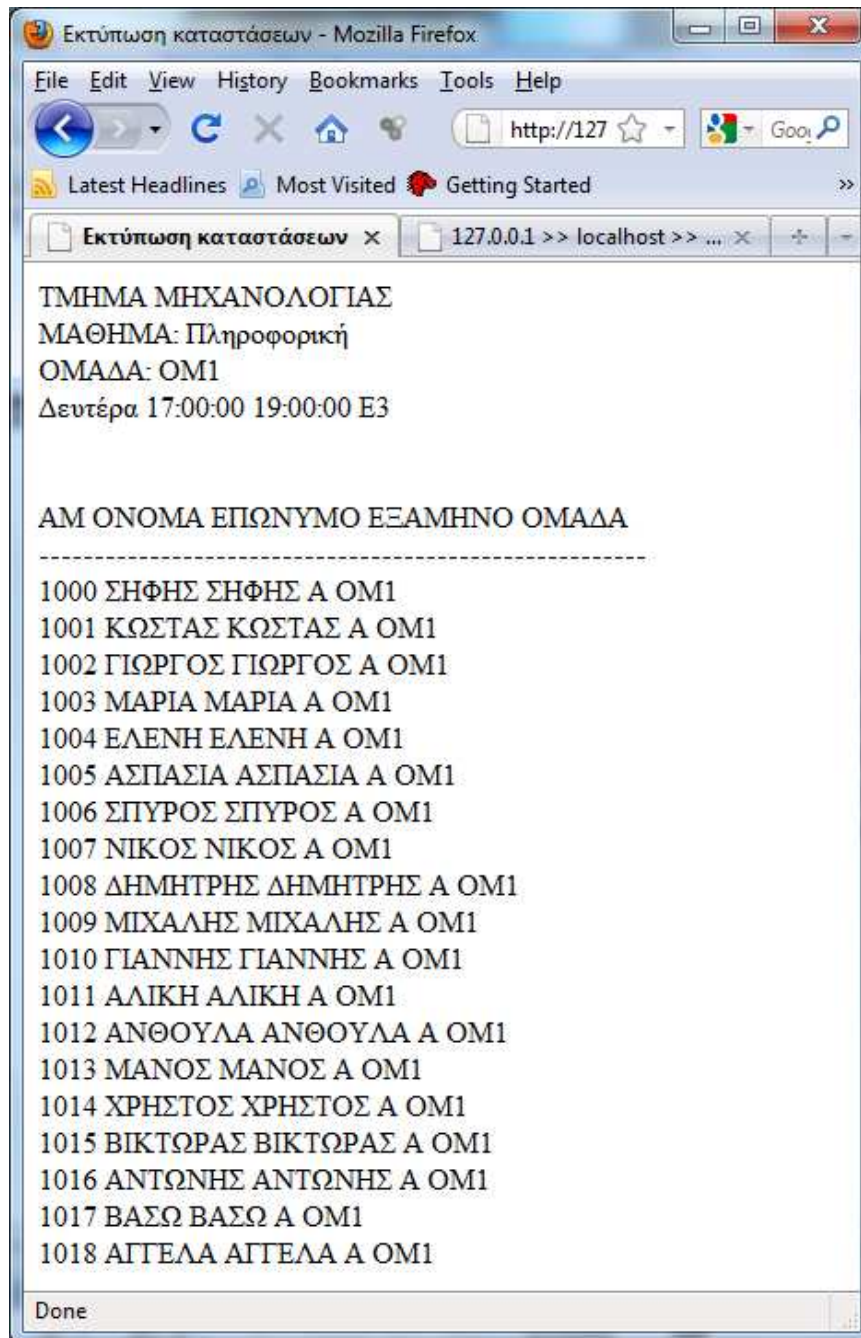 Εκτύπωση καταστάσεων - Mozilla Firefox
File Edit View History Bookmarks Tools Help
http://127
Latest Headlines Most Visited Getting Started »
Εκτύπωση καταστάσεων 127.0.0.1 >> localhost >> ...
ΤΜΗΜΑ ΜΗΧΑΝΟΛΟΓΙΑΣ
ΜΑΘΗΜΑ: Πληροφορική
ΟΜΑΔΑ: ΟΜ1
Δευτέρα 17:00:00 19:00:00 Ε3
ΑΜ ΟΝΟΜΑ ΕΠΩΝΥΜΟ ΕΞΑΜΗΝΟ ΟΜΑΔΑ
-------------------------------------------------------
1000 ΣΗΦΗΣ ΣΗΦΗΣ Α ΟΜ1
1001 ΚΩΣΤΑΣ ΚΩΣΤΑΣ Α ΟΜ1
1002 ΓΙΩΡΓΟΣ ΓΙΩΡΓΟΣ Α ΟΜ1
1003 ΜΑΡΙΑ ΜΑΡΙΑ Α ΟΜ1
1004 ΕΛΕΝΗ ΕΛΕΝΗ Α ΟΜ1
1005 ΑΣΠΑΣΙΑ ΑΣΠΑΣΙΑ Α ΟΜ1
1006 ΣΠΥΡΟΣ ΣΠΥΡΟΣ Α ΟΜ1
1007 ΝΙΚΟΣ ΝΙΚΟΣ Α ΟΜ1
1008 ΔΗΜΗΤΡΗΣ ΔΗΜΗΤΡΗΣ Α ΟΜ1
1009 ΜΙΧΑΛΗΣ ΜΙΧΑΛΗΣ Α ΟΜ1
1010 ΓΙΑΝΝΗΣ ΓΙΑΝΝΗΣ Α ΟΜ1
1011 ΑΛΙΚΗ ΑΛΙΚΗ Α ΟΜ1
1012 ΑΝΘΟΥΛΑ ΑΝΘΟΥΛΑ Α ΟΜ1
1013 ΜΑΝΟΣ ΜΑΝΟΣ Α ΟΜ1
1014 ΧΡΗΣΤΟΣ ΧΡΗΣΤΟΣ Α ΟΜ1
1015 ΒΙΚΤΩΡΑΣ ΒΙΚΤΩΡΑΣ Α ΟΜ1
1016 ΑΝΤΩΝΗΣ ΑΝΤΩΝΗΣ Α ΟΜ1
1017 ΒΑΣΩ ΒΑΣΩ Α ΟΜ1
1018 ΑΓΓΕΛΑ ΑΓΓΕΛΑ Α ΟΜ1
Done